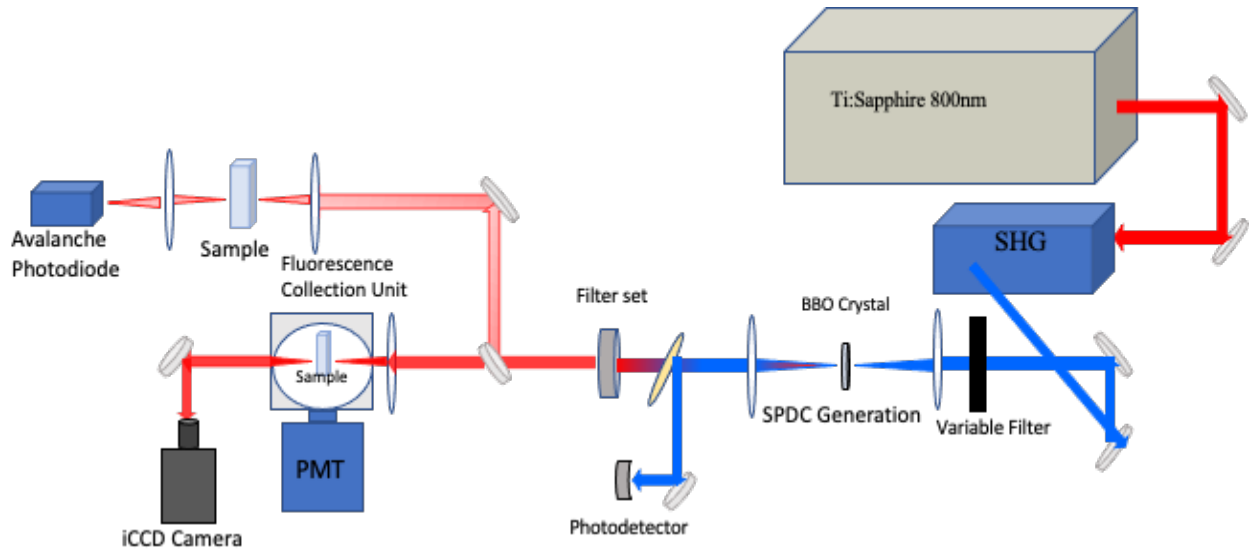 Ti:Sapphire 800nm
SHG
Avalanche
Photodiode
Sample
Fluorescence
Collection Unit
Filter set
BBO Crystal
Sample
SPDC Generation
Variable Filter
PMT
Photodetector
iCCD Camera